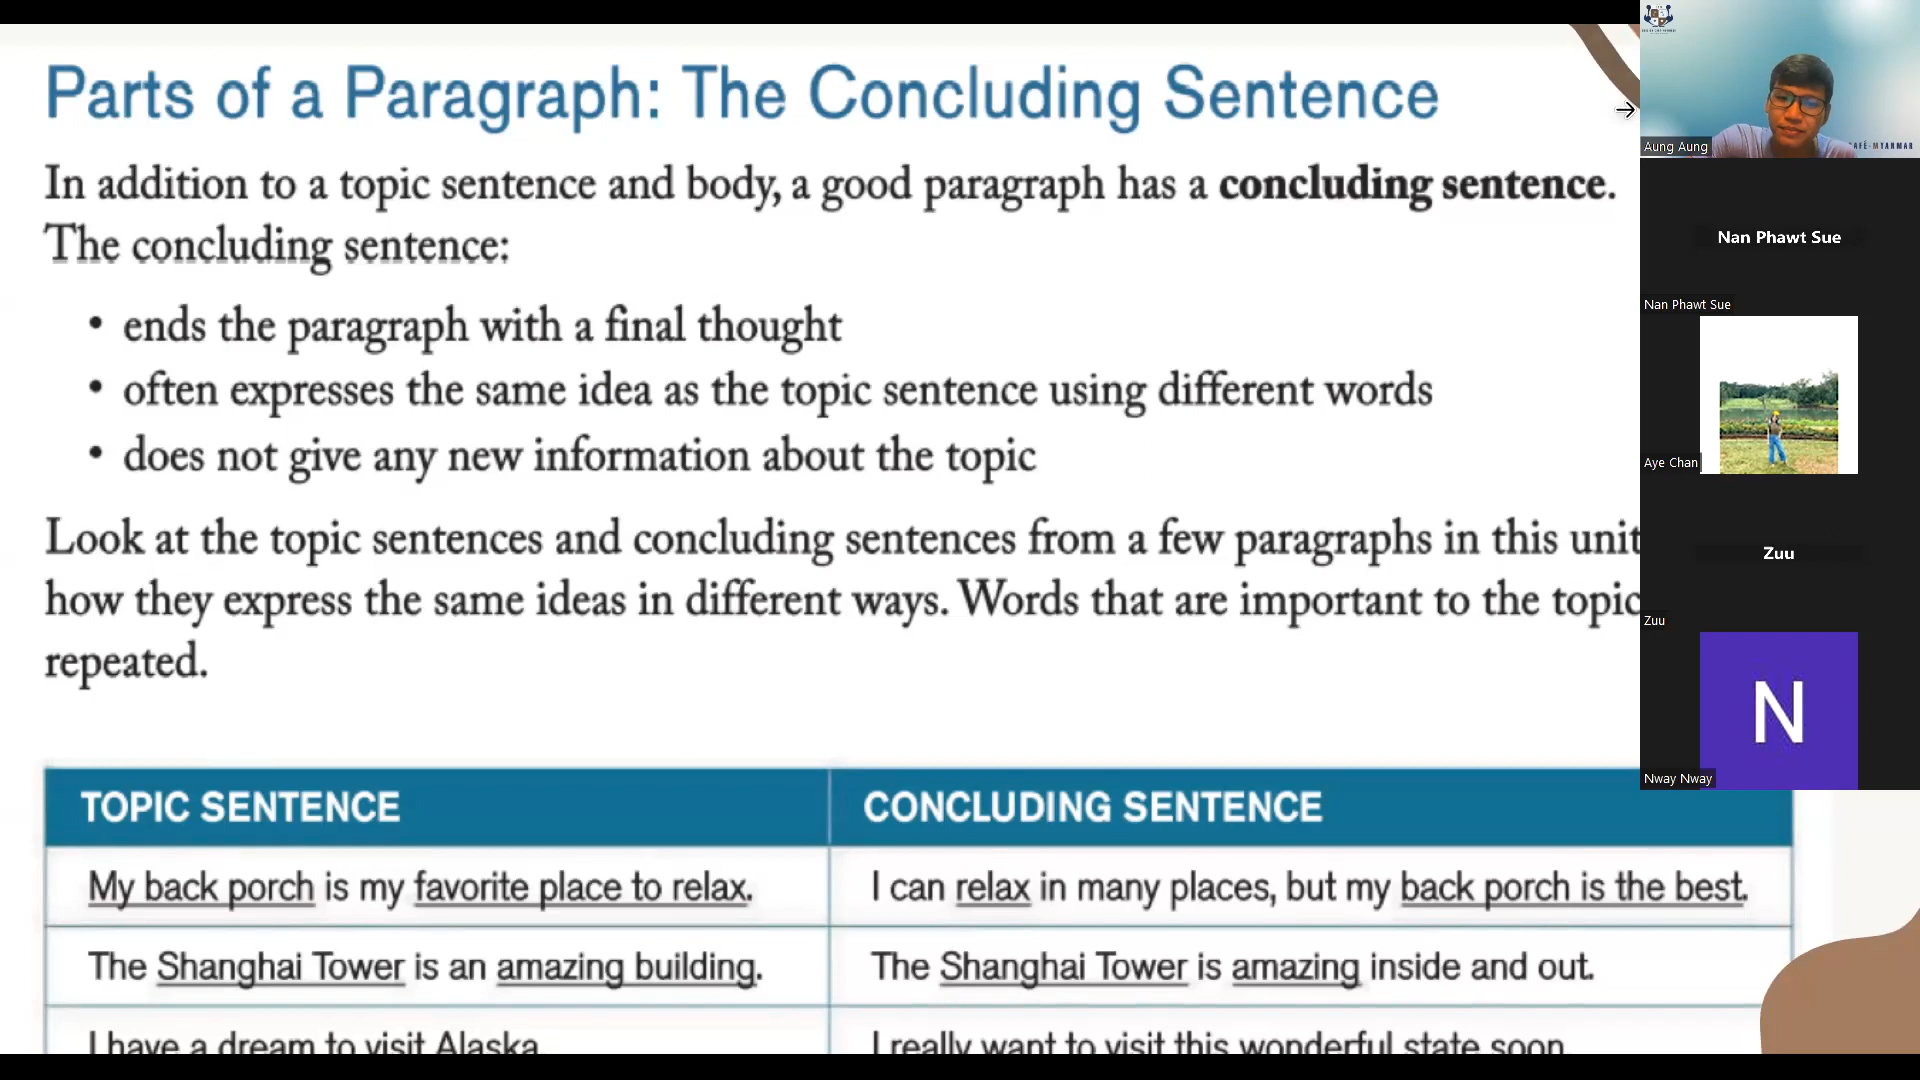 Parts of a Paragraph: The Concluding Sentence
In addition to a topic sentence and body, a good paragraph has a concluding sentence.
The concluding sentence:
• ends the paragraph with a final thought
• often expresses the same idea as the topic sentence using different words
• does not give any new information about the topic
Look at the topic sentences and concluding sentences from a few paragraphs in this unit
how they express the same ideas in different ways. Words that are important to the topic
repeated.
TOPIC SENTENCE
CONCLUDING SENTENCE
My back porch is my favorite place to relax.
I can relax in many places, but my back porch is the best.
The Shanghai Tower is an amazing building.
The Shanghai Tower is amazing inside and out.
I have a dream to visit Alaska
I really want to visit this wonderful state soon
Aung Aung
AFÉ-MYANMAR
Nan Phawt Sue
Nan Phawt Sue
Aye Chan
Zuu
Zuu
N
Nway Nway